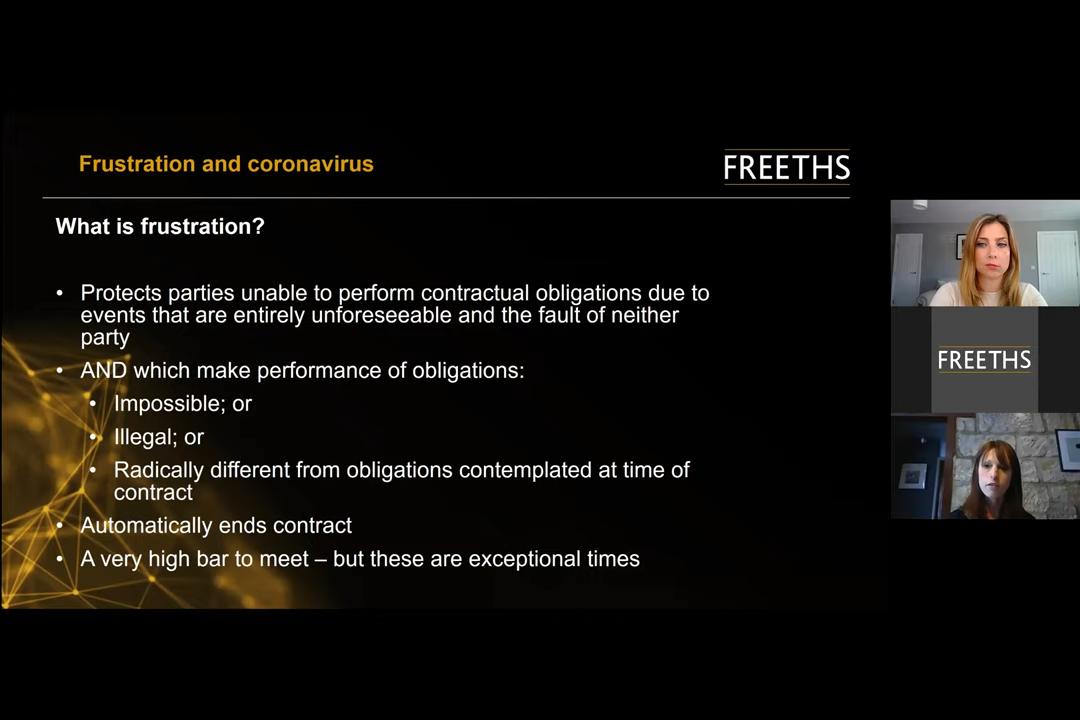 Frustration and coronavirus
FREETHS
What is frustration?
• Protects parties unable to perform contractual obligations due to
events that are entirely unforeseeable and the fault of neither
party
• AND which make performance of obligations:
• Impossible; or
• Illegal; or
• Radically different from obligations contemplated at time of
contract
• Automatically ends contract
• A very high bar to meet – but these are exceptional times
FREETHS